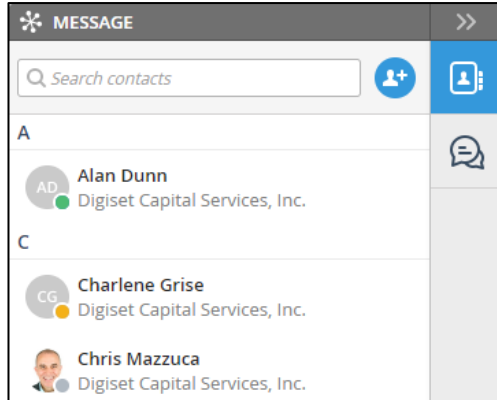 MESSAGE
Search contacts
A
AD
Alan Dunn
Digiset Capital Services, Inc.
C
CG
Charlene Grise
Digiset Capital Services, Inc.
Chris Mazzuca
Digiset Capital Services, Inc.